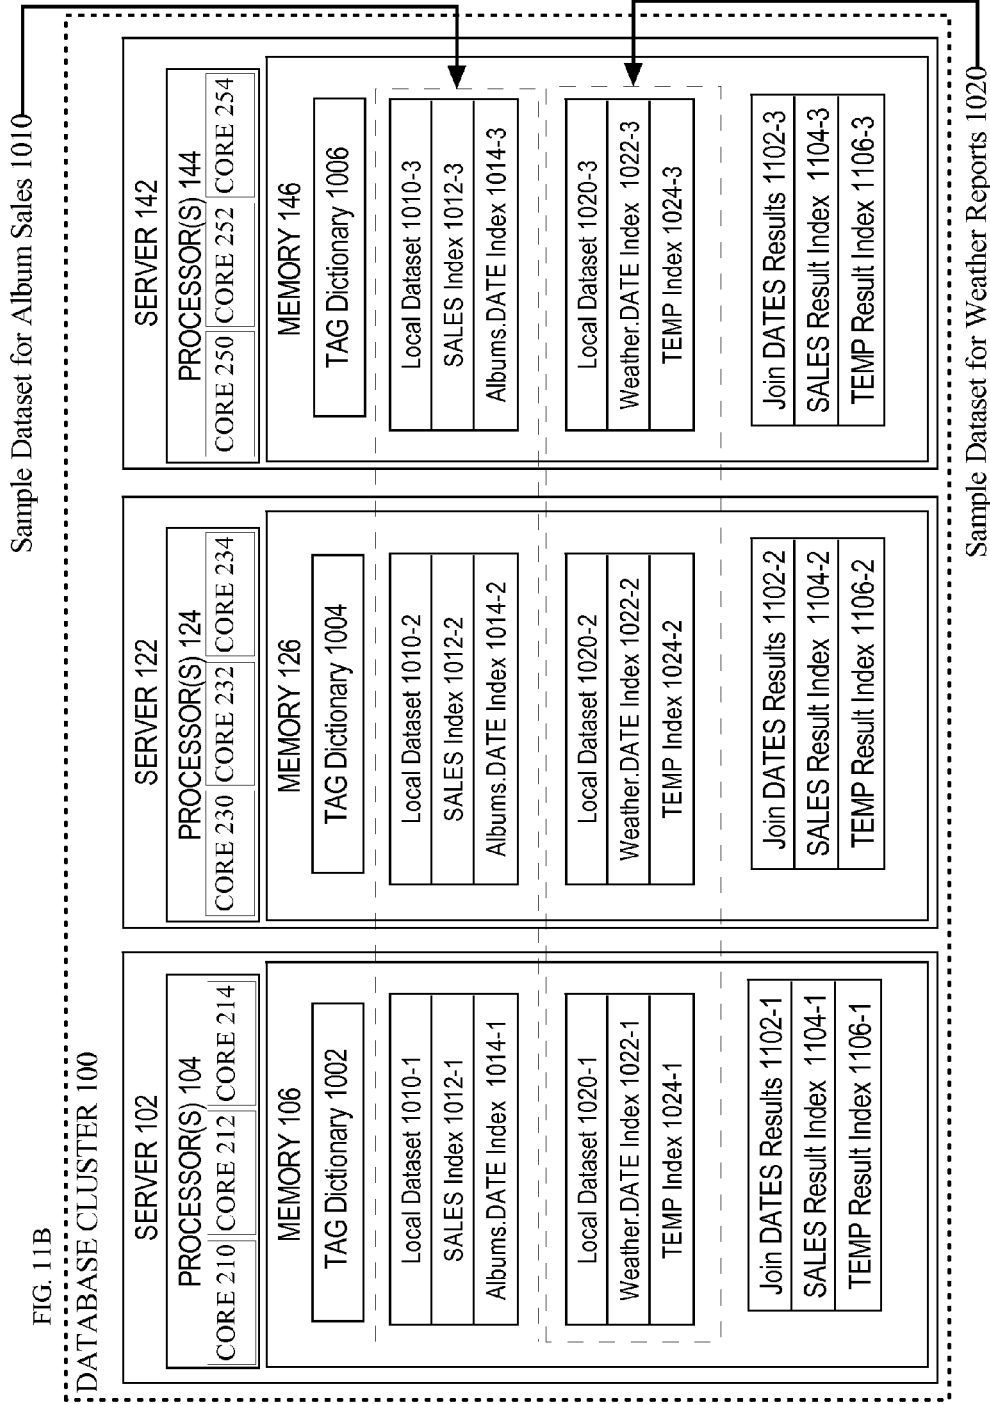 FIG. 11B
Sample Dataset for Album Sales 1010
DATABASE CLUSTER 100
SERVER 102
PROCESSOR(S) 104
CORE 210 CORE 212 CORE 214
MEMORY 106
TAG Dictionary 1002
Local Dataset 1010-1
SALES Index 1012-1
Albums.DATE Index 1014-1
Local Dataset 1020-1
Weather.DATE Index 1022-1
TEMP Index 1024-1
Join DATES Results 1102-1
SALES Result Index 1104-1
TEMP Result Index 1106-1
SERVER 122
PROCESSOR(S) 124
CORE 230 CORE 232 CORE 234
MEMORY 126
TAG Dictionary 1004
Local Dataset 1010-2
SALES Index 1012-2
Albums.DATE Index 1014-2
Local Dataset 1020-2
Weather.DATE Index 1022-2
TEMP Index 1024-2
Join DATES Results 1102-2
SALES Result Index 1104-2
TEMP Result Index 1106-2
SERVER 142
PROCESSOR(S) 144
CORE 250 CORE 252 CORE 254
MEMORY 146
TAG Dictionary 1006
Local Dataset 1010-3
SALES Index 1012-3
Albums.DATE Index 1014-3
Local Dataset 1020-3
Weather.DATE Index 1022-3
TEMP Index 1024-3
Join DATES Results 1102-3
SALES Result Index 1104-3
TEMP Result Index 1106-3
Sample Dataset for Weather Reports 1020